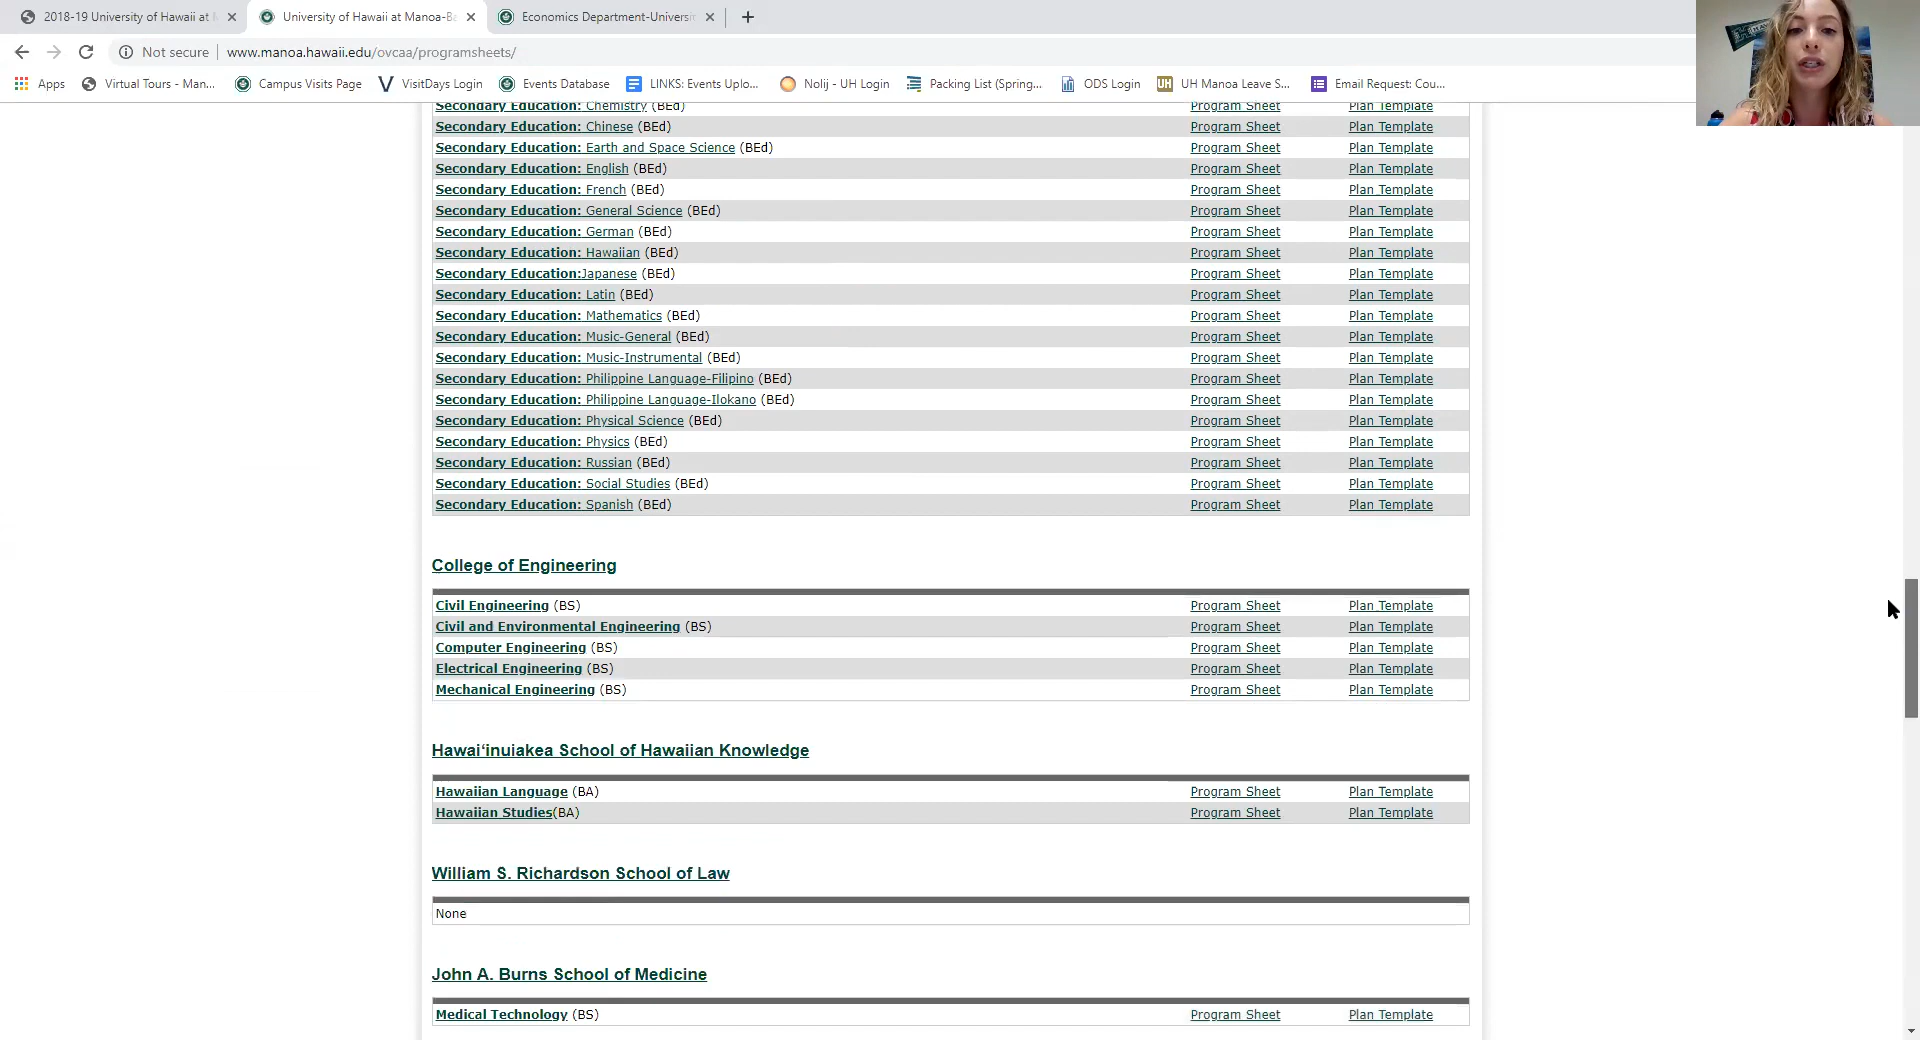 2018-19 University of Hawaii at M
University of Hawaii at Manoa-Ba
Economics Department-Universi
Not secure
www.manoa.hawaii.edu/ovcaa/programsheets/
Apps
Virtual Tours - Man...
Campus Visits Page
VisitDays Login
Events Database
LINKS: Events Uplo...
Nolij - UH Login
Packing List (Spring...
ODS Login
UH Manoa Leave S...
Email Request: Cou...
Secondary Education: Chemistry (BEd) Program Sheet Plan Template
Secondary Education: Chinese (BEd) Program Sheet Plan Template
Secondary Education: Earth and Space Science (BEd) Program Sheet Plan Template
Secondary Education: English (BEd) Program Sheet Plan Template
Secondary Education: French (BEd) Program Sheet Plan Template
Secondary Education: General Science (BEd) Program Sheet Plan Template
Secondary Education: German (BEd) Program Sheet Plan Template
Secondary Education: Hawaiian (BEd) Program Sheet Plan Template
Secondary Education:Japanese (BEd) Program Sheet Plan Template
Secondary Education: Latin (BEd) Program Sheet Plan Template
Secondary Education: Mathematics (BEd) Program Sheet Plan Template
Secondary Education: Music-General (BEd) Program Sheet Plan Template
Secondary Education: Music-Instrumental (BEd) Program Sheet Plan Template
Secondary Education: Philippine Language-Filipino (BEd) Program Sheet Plan Template
Secondary Education: Philippine Language-Ilokano (BEd) Program Sheet Plan Template
Secondary Education: Physical Science (BEd) Program Sheet Plan Template
Secondary Education: Physics (BEd) Program Sheet Plan Template
Secondary Education: Russian (BEd) Program Sheet Plan Template
Secondary Education: Social Studies (BEd) Program Sheet Plan Template
Secondary Education: Spanish (BEd) Program Sheet Plan Template
College of Engineering
Civil Engineering (BS) Program Sheet Plan Template
Civil and Environmental Engineering (BS) Program Sheet Plan Template
Computer Engineering (BS) Program Sheet Plan Template
Electrical Engineering (BS) Program Sheet Plan Template
Mechanical Engineering (BS) Program Sheet Plan Template
Hawai‘inuiakea School of Hawaiian Knowledge
Hawaiian Language (BA) Program Sheet Plan Template
Hawaiian Studies(BA) Program Sheet Plan Template
William S. Richardson School of Law
None
John A. Burns School of Medicine
Medical Technology (BS) Program Sheet Plan Template